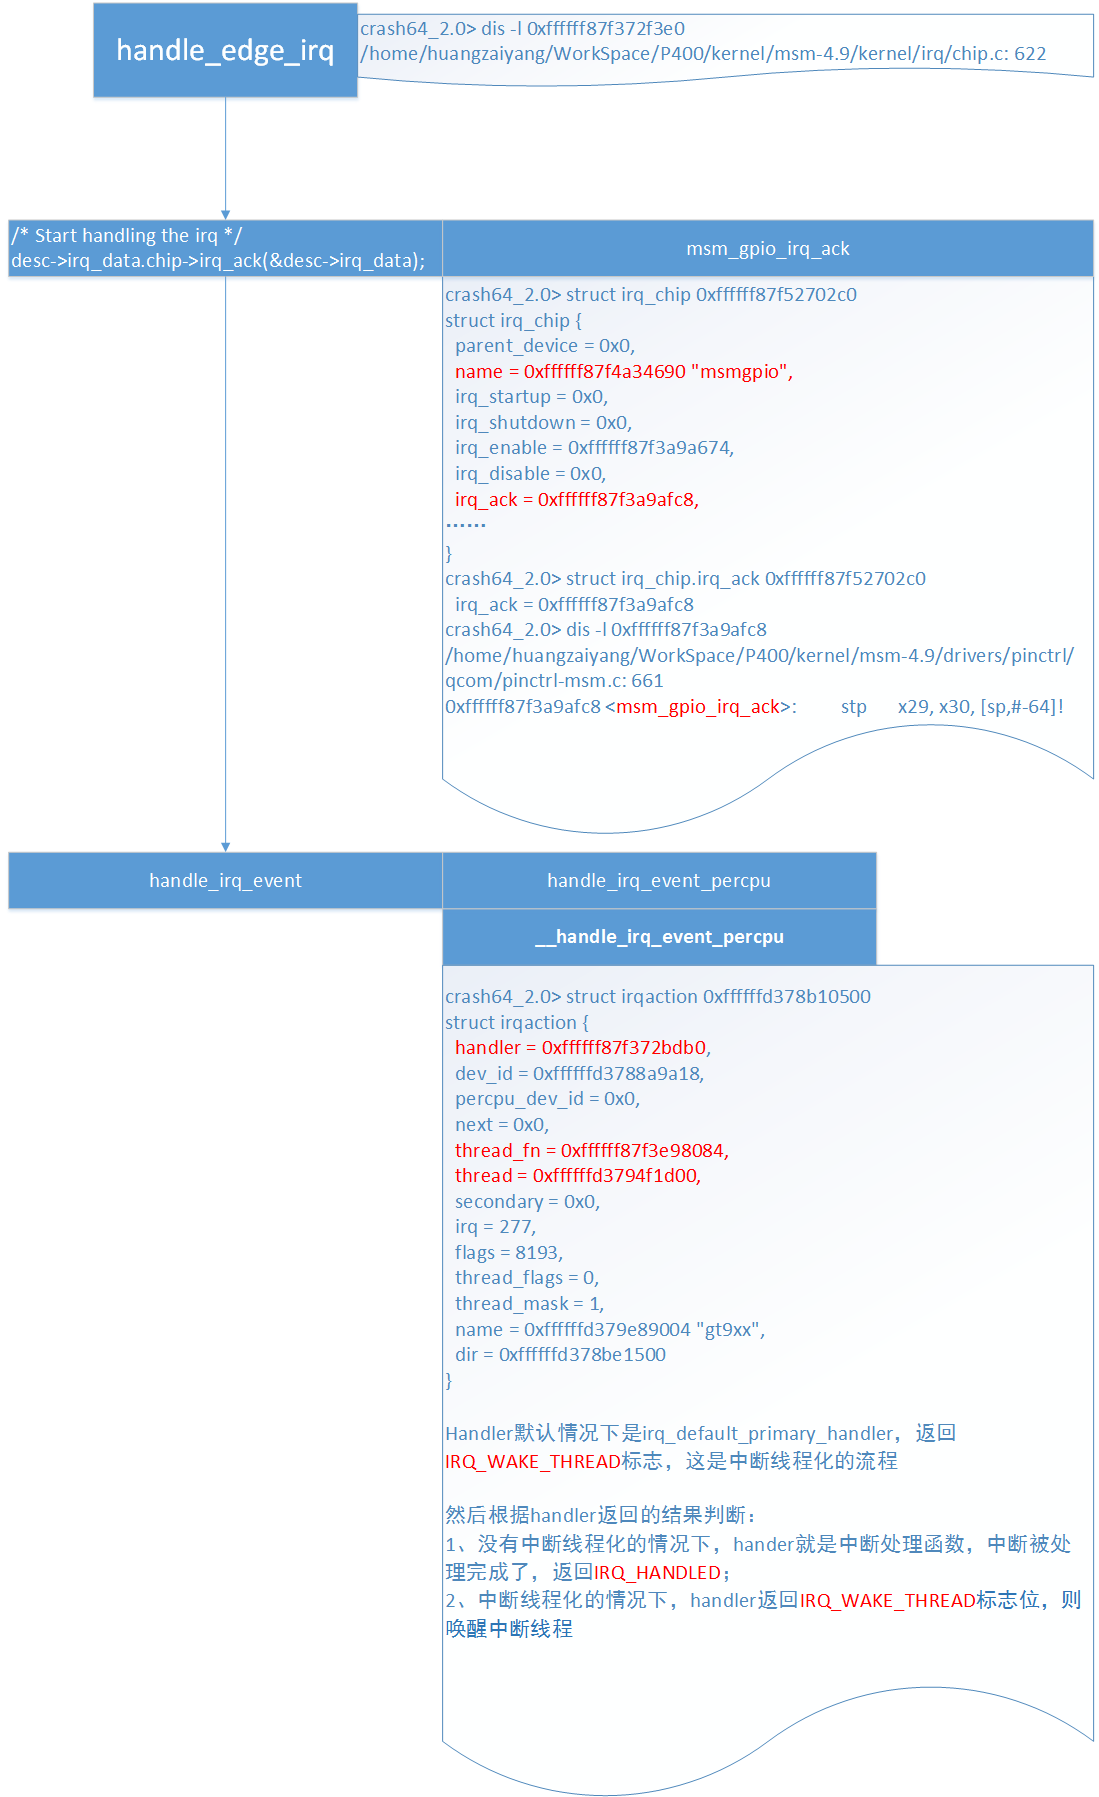 handle_edge_irq
crash64_2.0> dis -l 0xffffff87f372f3e0
/home/huangzaiyang/WorkSpace/P400/kernel/msm-4.9/kernel/irq/chip.c: 622
/* Start handling the irq */
desc->irq_data.chip->irq_ack(&desc->irq_data);
msm_gpio_irq_ack
crash64_2.0> struct irq_chip 0xffffff87f52702c0
struct irq_chip {
  parent_device = 0x0,
  name = 0xffffff87f4a34690 "msmgpio",
  irq_startup = 0x0,
  irq_shutdown = 0x0,
  irq_enable = 0xffffff87f3a9a674,
  irq_disable = 0x0,
  irq_ack = 0xffffff87f3a9afc8,
……
}
crash64_2.0> struct irq_chip.irq_ack 0xffffff87f52702c0
  irq_ack = 0xffffff87f3a9afc8
crash64_2.0> dis -l 0xffffff87f3a9afc8
/home/huangzaiyang/WorkSpace/P400/kernel/msm-4.9/drivers/pinctrl/
qcom/pinctrl-msm.c: 661
0xffffff87f3a9afc8 <msm_gpio_irq_ack>:    stp    x29, x30, [sp,#-64]!
handle_irq_event
handle_irq_event_percpu
__handle_irq_event_percpu
crash64_2.0> struct irqaction 0xffffffd378b10500
struct irqaction {
  handler = 0xffffff87f372bdb0,
  dev_id = 0xffffffd3788a9a18,
  percpu_dev_id = 0x0,
  next = 0x0,
  thread_fn = 0xffffff87f3e98084,
  thread = 0xffffffd3794f1d00,
  secondary = 0x0,
  irq = 277,
  flags = 8193,
  thread_flags = 0,
  thread_mask = 1,
  name = 0xffffffd379e89004 "gt9xx",
  dir = 0xffffffd378be1500
}
Handler默认情况下是irq_default_primary_handler，返回
IRQ_WAKE_THREAD标志，这是中断线程化的流程
然后根据handler返回的结果判断：
1、没有中断线程化的情况下，hander就是中断处理函数，中断被处
理完成了，返回IRQ_HANDLED；
2、中断线程化的情况下，handler返回IRQ_WAKE_THREAD标志位，则
唤醒中断线程